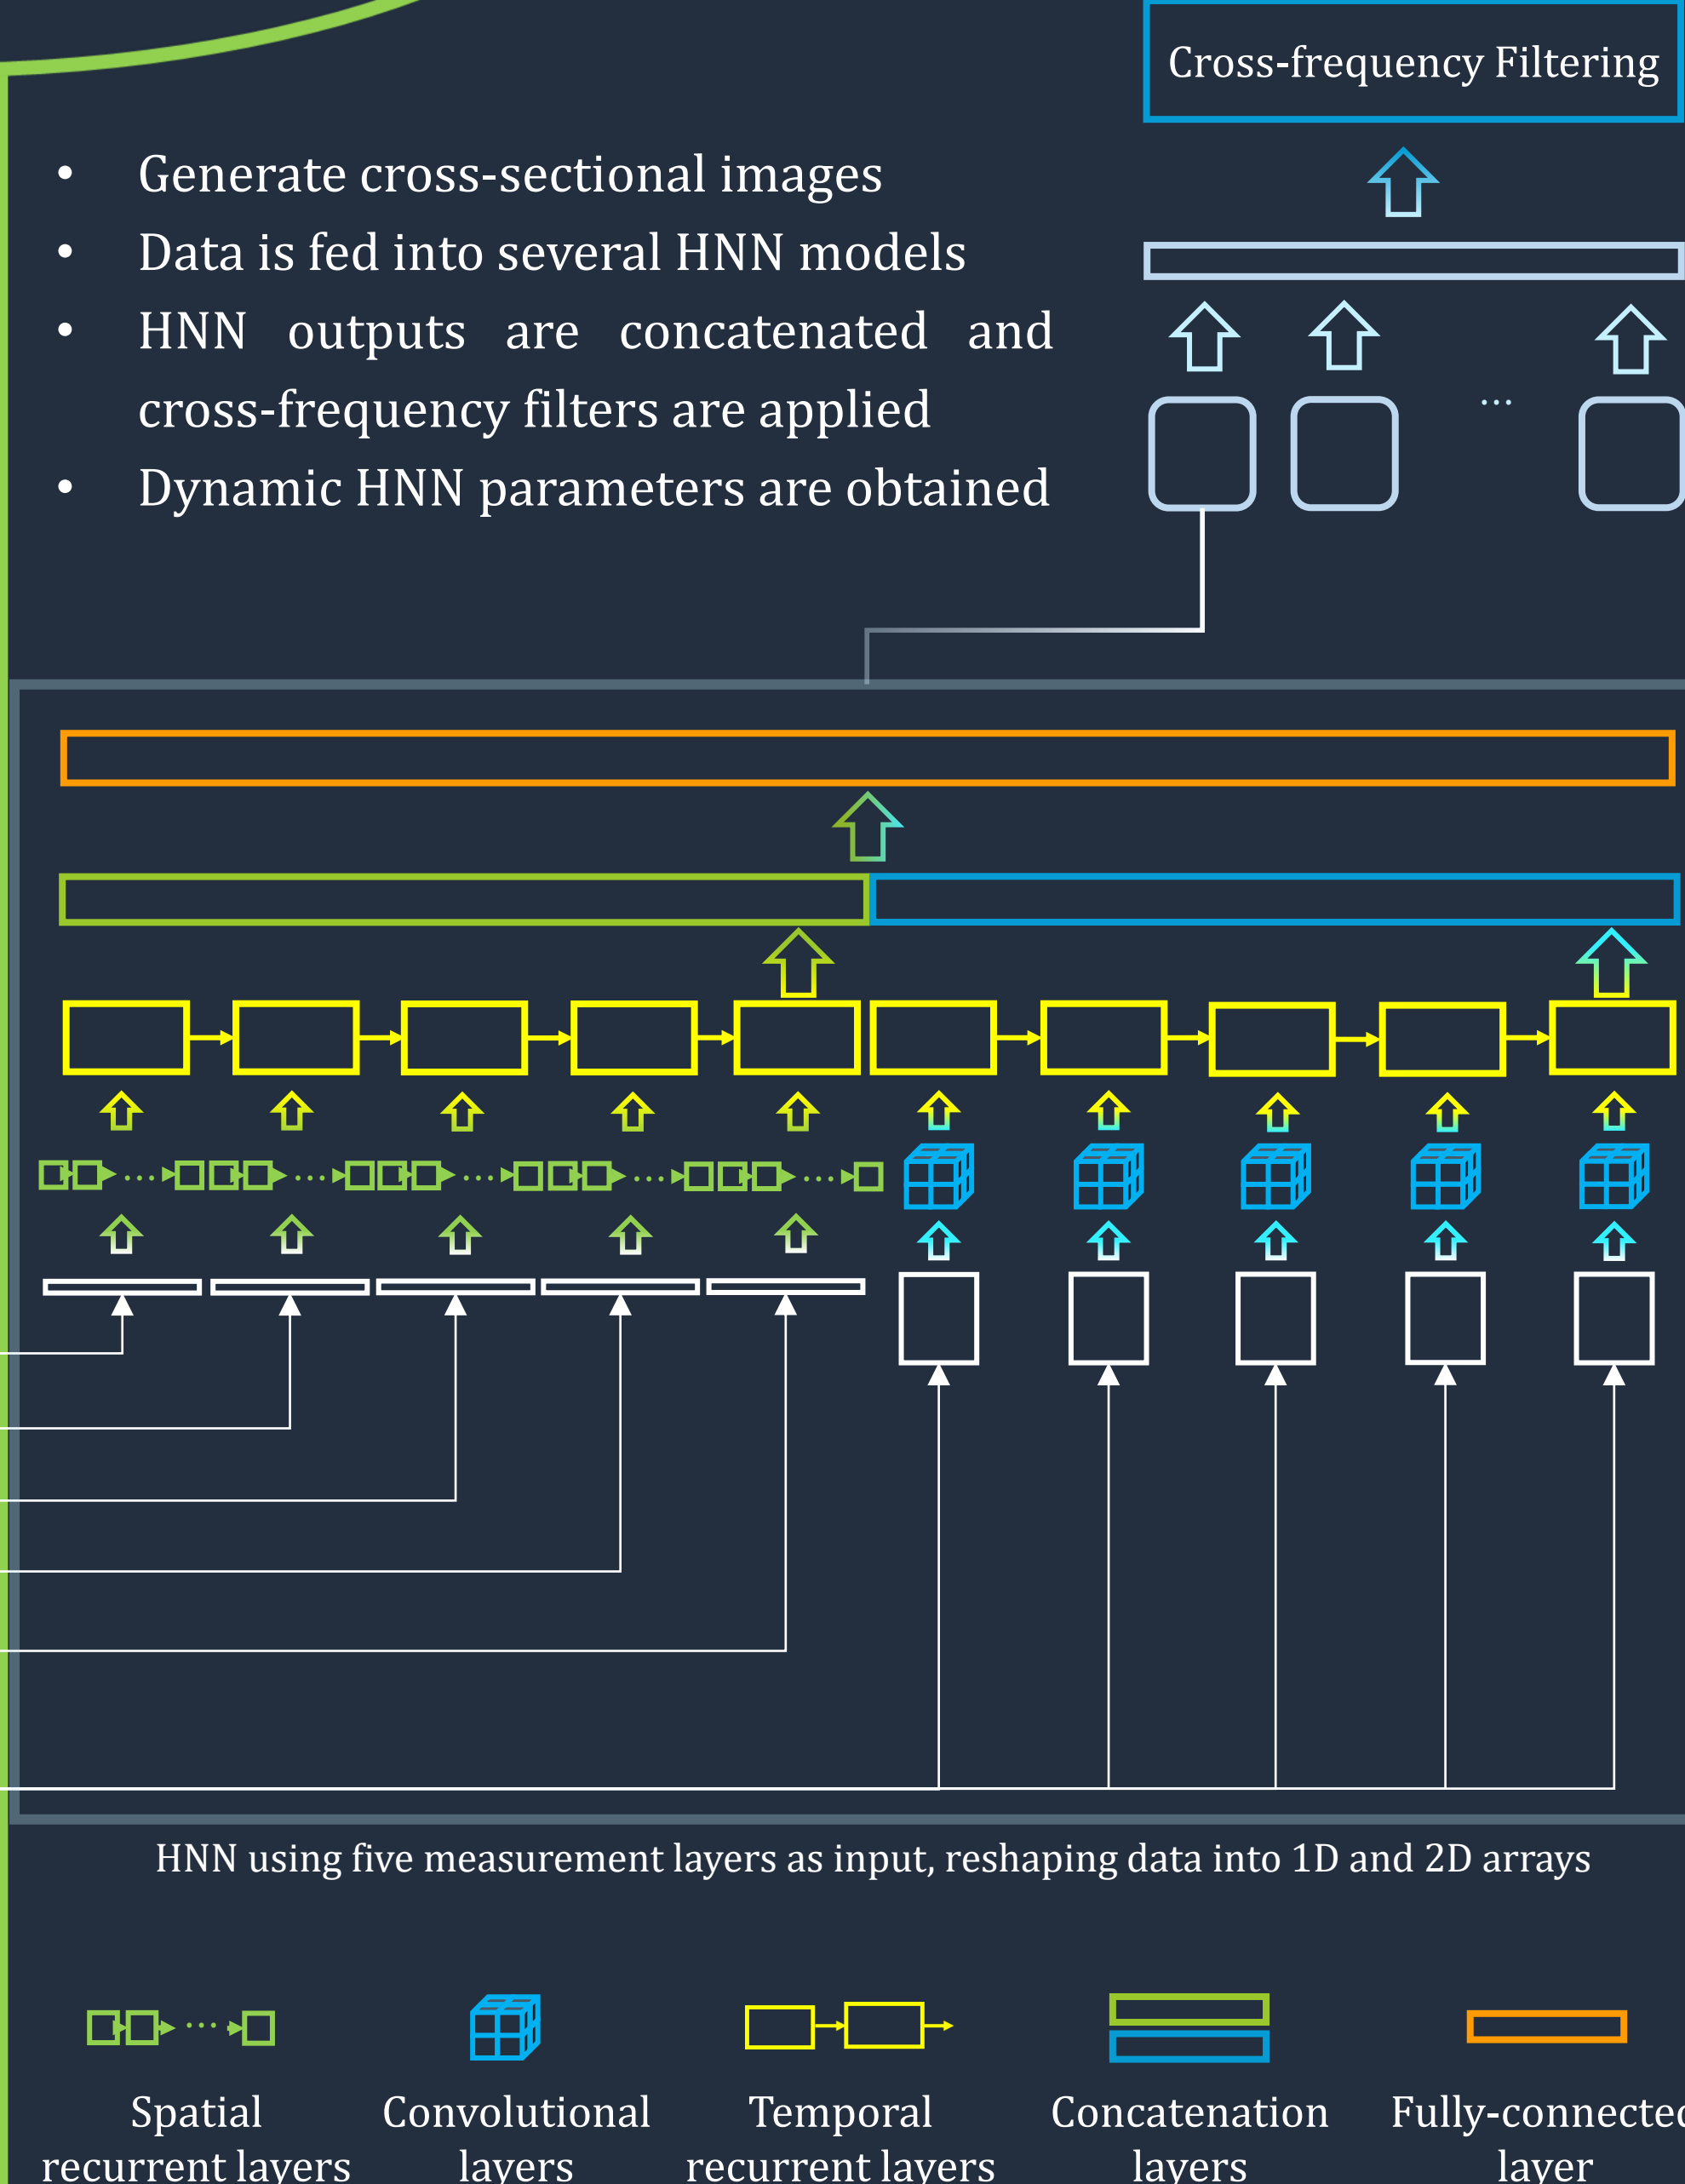 Cross-frequency Filtering
• Generate cross-sectional images
• Data is fed into several HNN models
• HNN outputs are concatenated and
cross-frequency filters are applied
• Dynamic HNN parameters are obtained
...
HNN using five measurement layers as input, reshaping data into 1D and 2D arrays
Spatial
recurrent layers
Convolutional
layers
Temporal
recurrent layers
Concatenation
layers
Fully-connected
layer